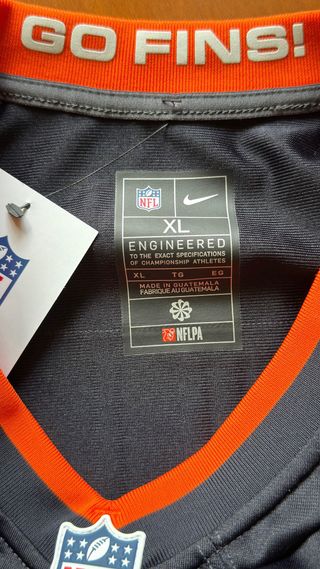 GO FINS!
NFL
XL
ENGINEERED
TO THE EXACT SPECIFICATIONS
OF CHAMPIONSHIP ATHLETES
XL TG EG
MADE IN GUATEMALA
FABRIQUE AU GUATEMALA
NFLPA